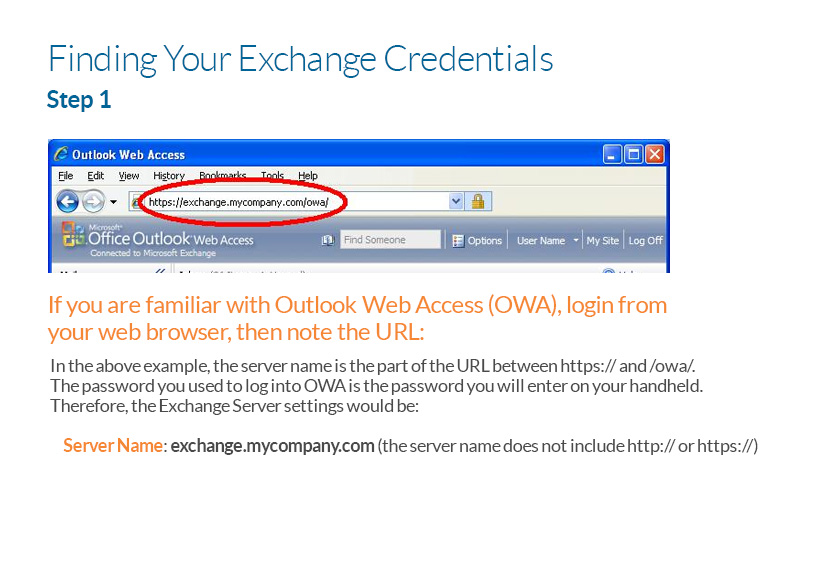 Finding Your Exchange Credentials
Step 1
Outlook Web Access
File Edit View History Bookmarks Tools Help
https://exchange.mycompany.com/owa/
Microsoft®
Office Outlook Web Access
Connected to Microsoft Exchange
Find Someone
Options
User Name
My Site
Log Off
If you are familiar with Outlook Web Access (OWA), login from
your web browser, then note the URL:
In the above example, the server name is the part of the URL between https:// and /owa/.
The password you used to log into OWA is the password you will enter on your handheld.
Therefore, the Exchange Server settings would be:
Server Name: exchange.mycompany.com (the server name does not include http:// or https://)